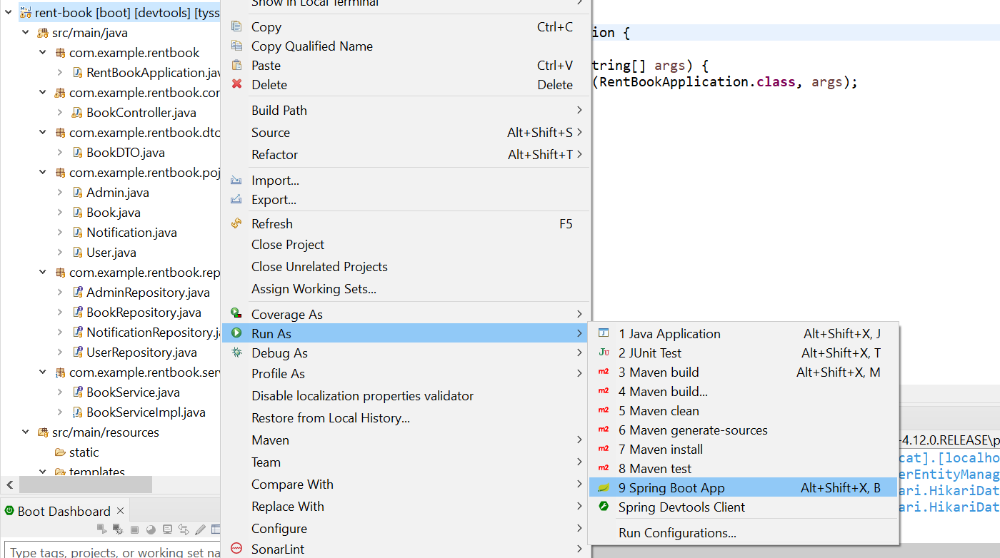 rent-book [boot] [devtools] [tyss
src/main/java
com.example.rentbook
RentBookApplication.jav
com.example.rentbook.cor
BookController.java
com.example.rentbook.dto
BookDTO.java
com.example.rentbook.poj
Admin.java
Book.java
Notification.java
User.java
com.example.rentbook.rep
AdminRepository.java
BookRepository.java
NotificationRepository.ja
UserRepository.java
com.example.rentbook.serv
BookService.java
BookServiceImpl.java
src/main/resources
static
templates
Boot Dashboard
Type tags, projects, or working set na
Show in Local Terminal
Copy Ctrl+C
Copy Qualified Name
Paste Ctrl+V
Delete Delete
Build Path
Source Alt+Shift+S
Refactor Alt+Shift+T
Import...
Export...
Refresh F5
Close Project
Close Unrelated Projects
Assign Working Sets...
Coverage As
Run As
Debug As
Profile As
Disable localization properties validator
Restore from Local History...
Maven
Team
Compare With
Replace With
Configure
SonarLint
1 Java Application Alt+Shift+X, J
2 JUnit Test Alt+Shift+X, T
3 Maven build Alt+Shift+X, M
4 Maven build...
5 Maven clean
6 Maven generate-sources
7 Maven install
8 Maven test
9 Spring Boot App Alt+Shift+X, B
Spring Devtools Client
Run Configurations...
ion {
tring[] args) {
(RentBookApplication.class, args);
-4.12.0.RELEASE\p
cat].[localho
erEntityManag
ari.HikariDat
ari.HikariDat